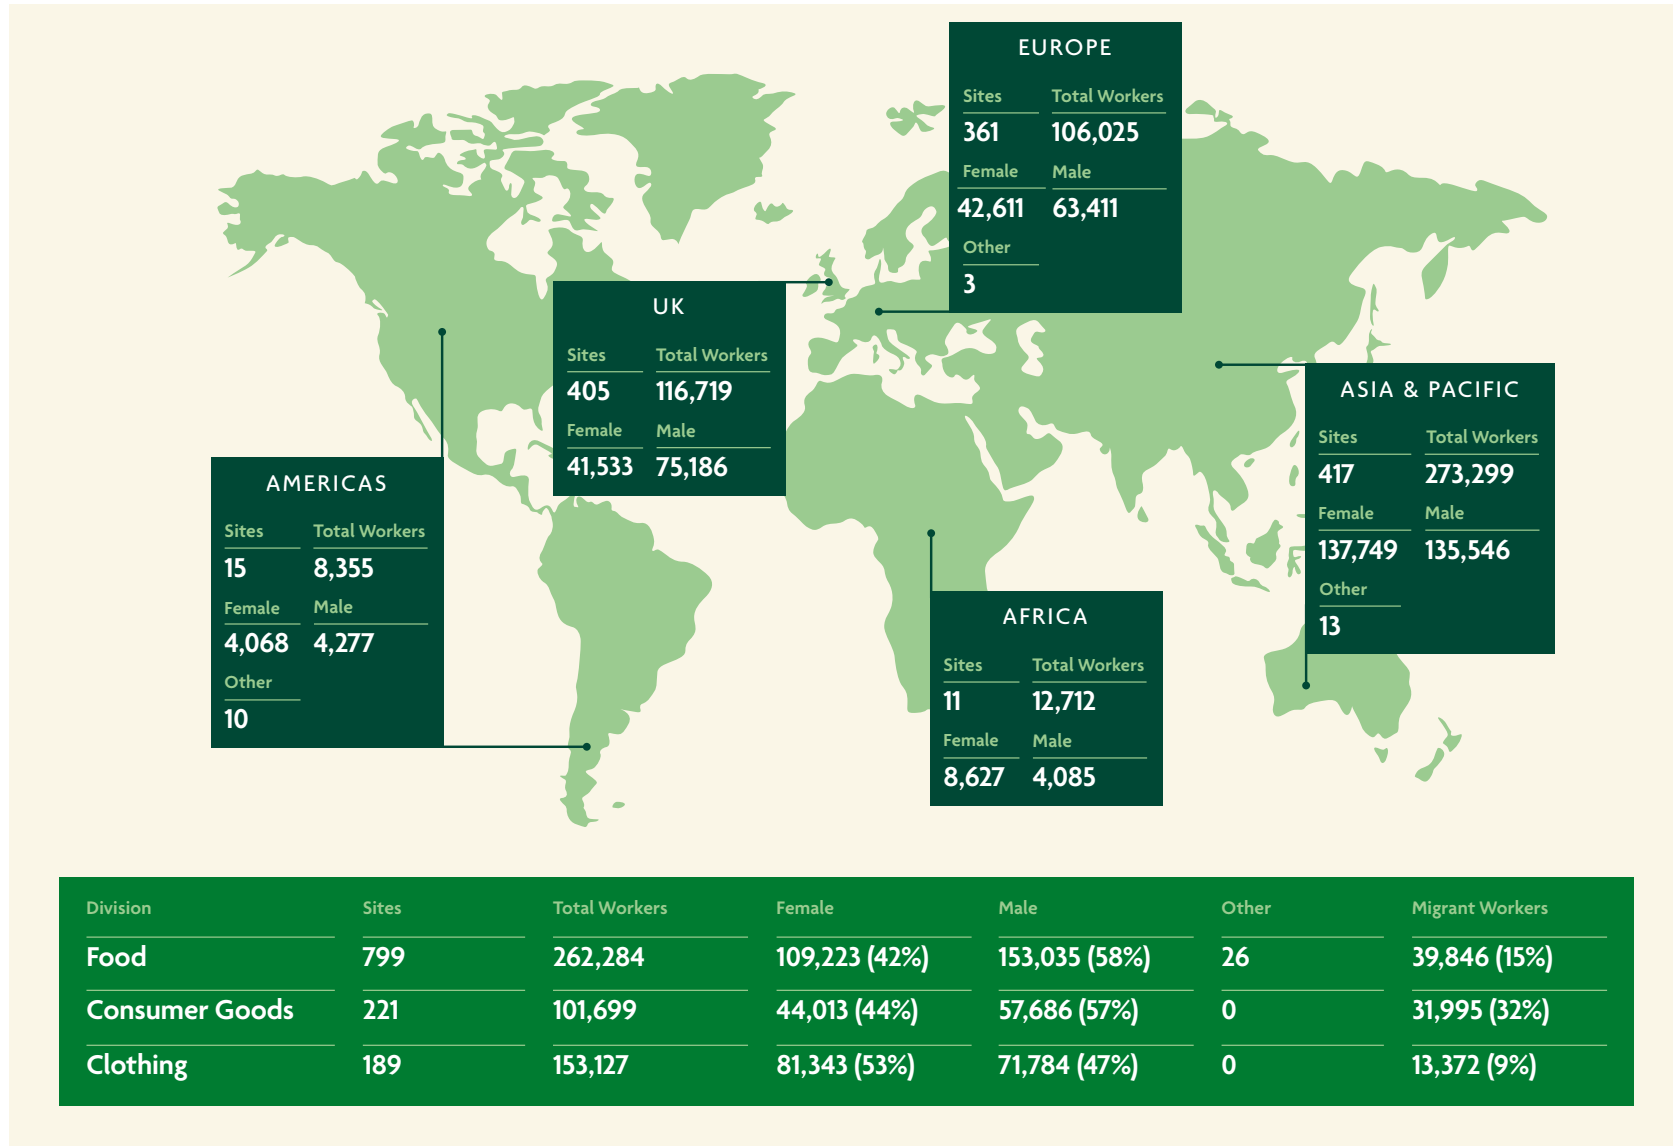 EUROPE
Sites Total Workers
361 106,025
Female Male
42,611 63,411
Other
3
UK
Sites Total Workers
405 116,719
Female Male
41,533 75,186
ASIA & PACIFIC
Sites Total Workers
417 273,299
Female Male
137,749 135,546
Other
13
AMERICAS
Sites Total Workers
15 8,355
Female Male
4,068 4,277
Other
10
AFRICA
Sites Total Workers
11 12,712
Female Male
8,627 4,085
Division Sites Total Workers Female Male Other Migrant Workers
Food 799 262,284 109,223 (42%) 153,035 (58%) 26 39,846 (15%)
Consumer Goods 221 101,699 44,013 (44%) 57,686 (57%) 0 31,995 (32%)
Clothing 189 153,127 81,343 (53%) 71,784 (47%) 0 13,372 (9%)